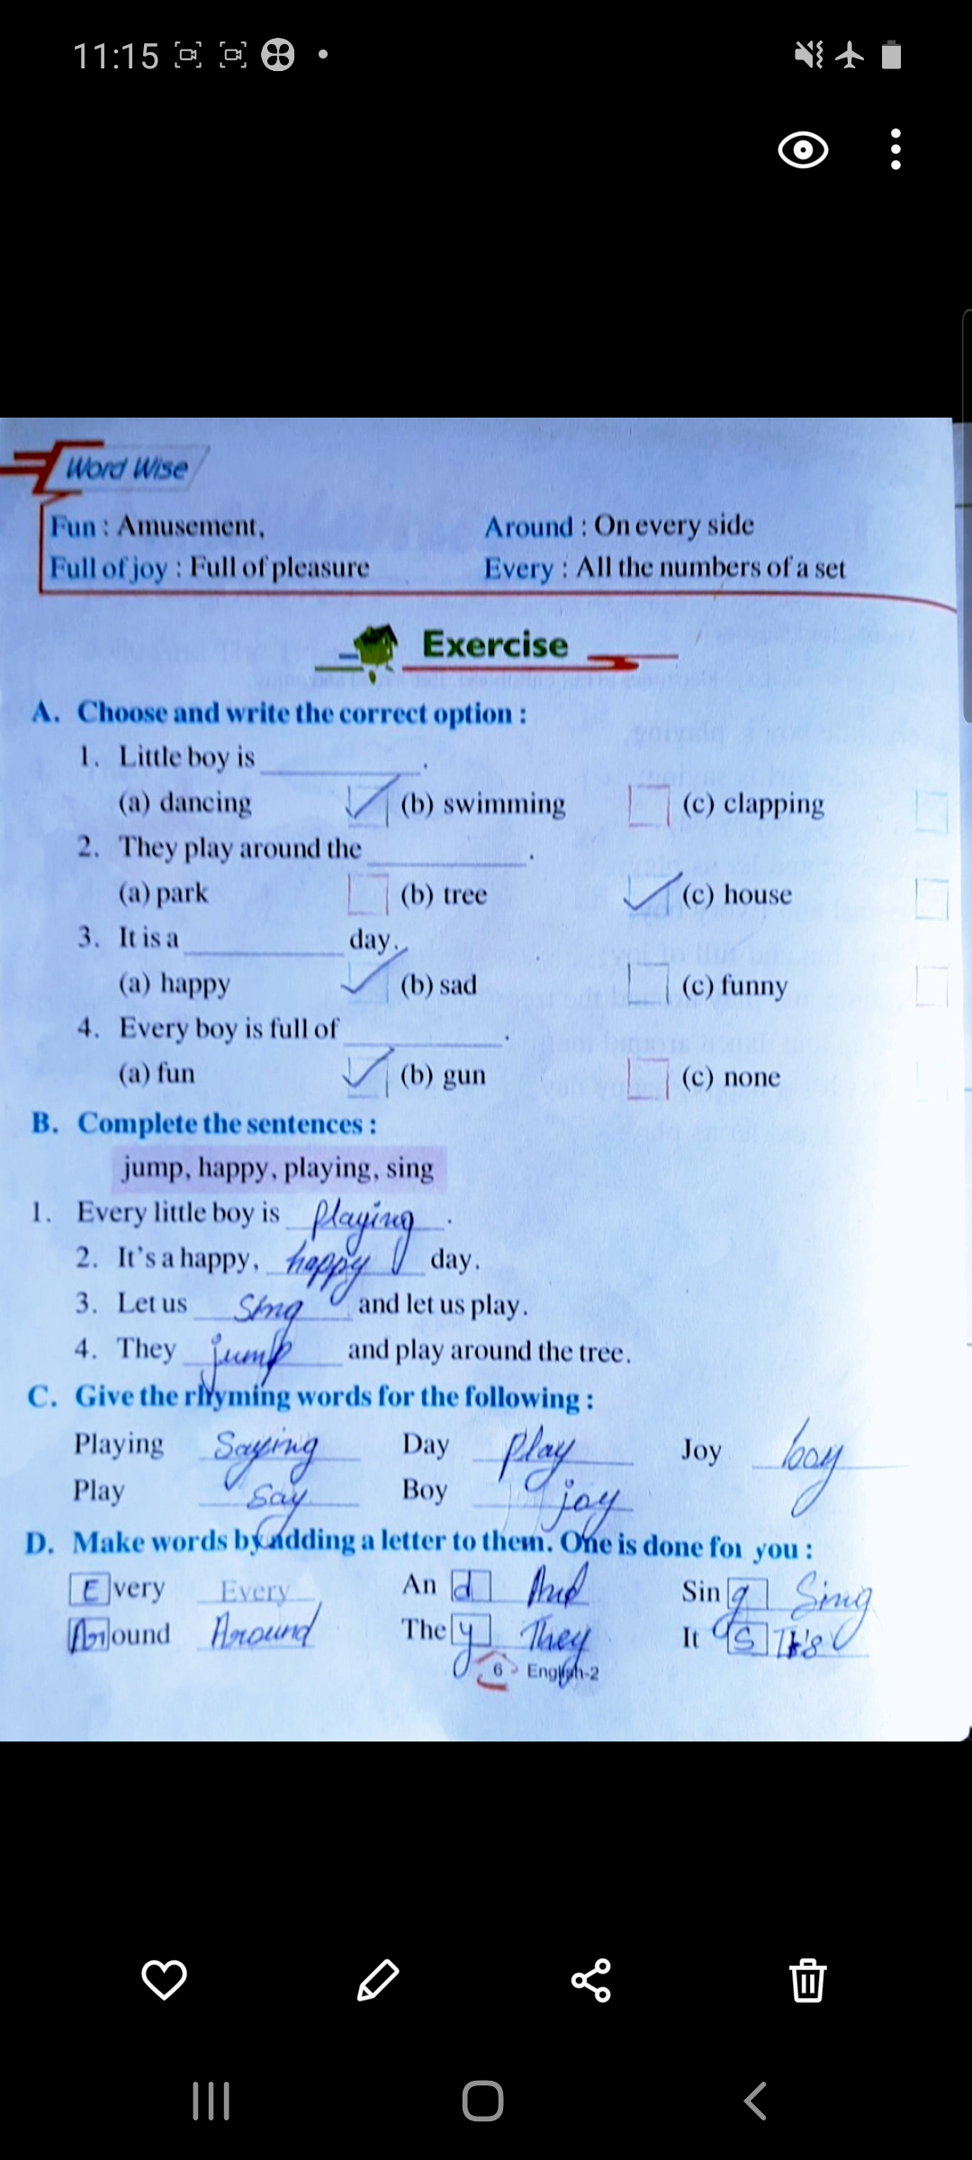 11:15
Word Wise
Fun : Amusement, Around : On every side
Full of joy : Full of pleasure Every : All the numbers of a set
Exercise
A. Choose and write the correct option :
1. Little boy is ____________.
(a) dancing (b) swimming (c) clapping
2. They play around the ____________.
(a) park (b) tree (c) house
3. It is a ____________ day.
(a) happy (b) sad (c) funny
4. Every boy is full of ____________.
(a) fun (b) gun (c) none
B. Complete the sentences :
jump, happy, playing, sing
1. Every little boy is playing.
2. It's a happy, happy day.
3. Let us Sing and let us play.
4. They jump and play around the tree.
C. Give the rhyming words for the following :
Playing Saying Day Play Joy boy
Play Say Boy joy
D. Make words by adding a letter to them. One is done for you :
E very Every An d And Sin g Sing
Ar ound Around The y They It S It's
6 English-2